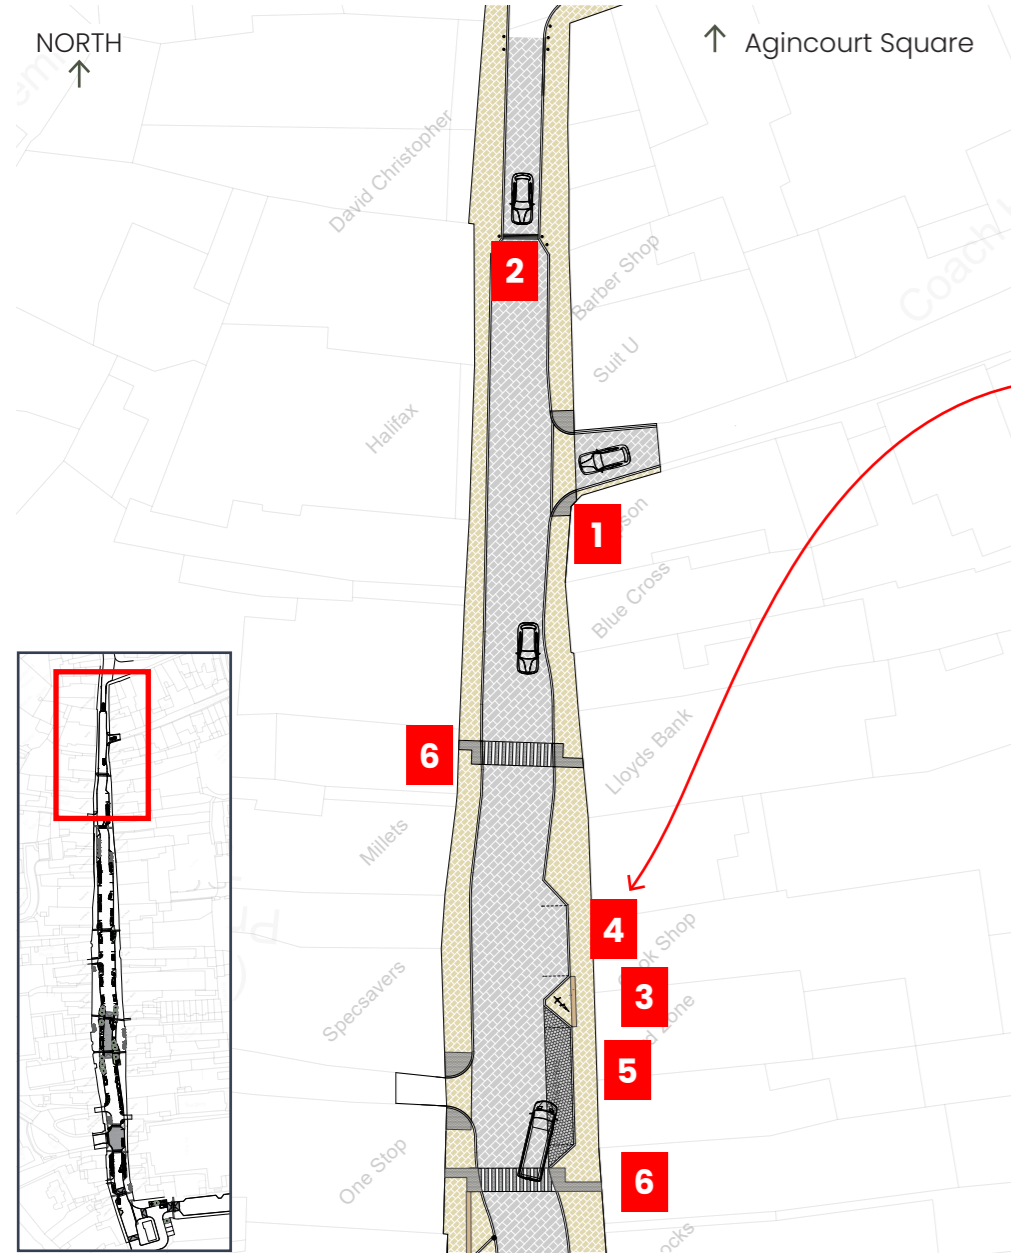 NORTH
Agincourt Square
David Christopher
2
Barber Shop
Suit U
Halifax
1
Blue Cross
6
Lloyds Bank
Millets
4
Shop
3
Specsavers
5
One Stop
6